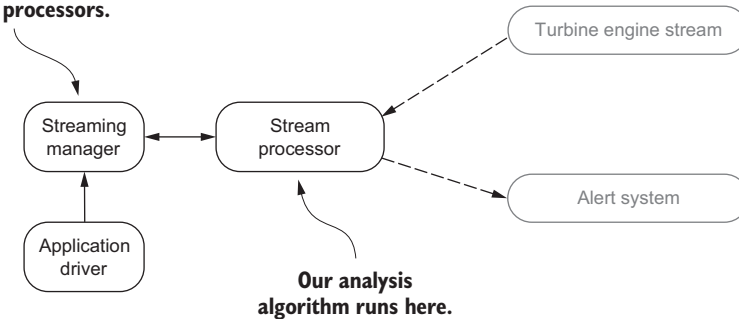 processors.
Turbine engine stream
Streaming
manager
Stream
processor
Alert system
Application
driver
Our analysis
algorithm runs here.